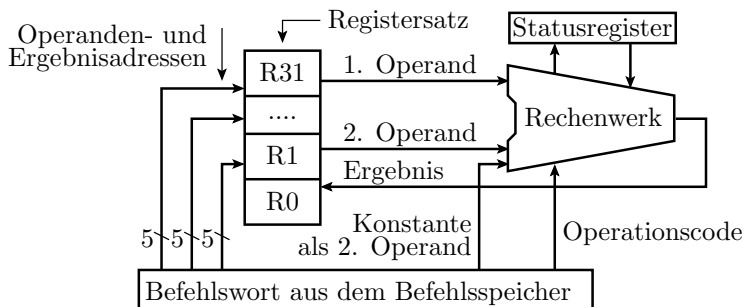 Operanden- und
Ergebnisadressen
Registersatz
Statusregister
R31
....
R1
R0
1. Operand
2. Operand
Ergebnis
Rechenwerk
5 5 5
Konstante
als 2. Operand
Operationscode
Befehlswort aus dem Befehlsspeicher